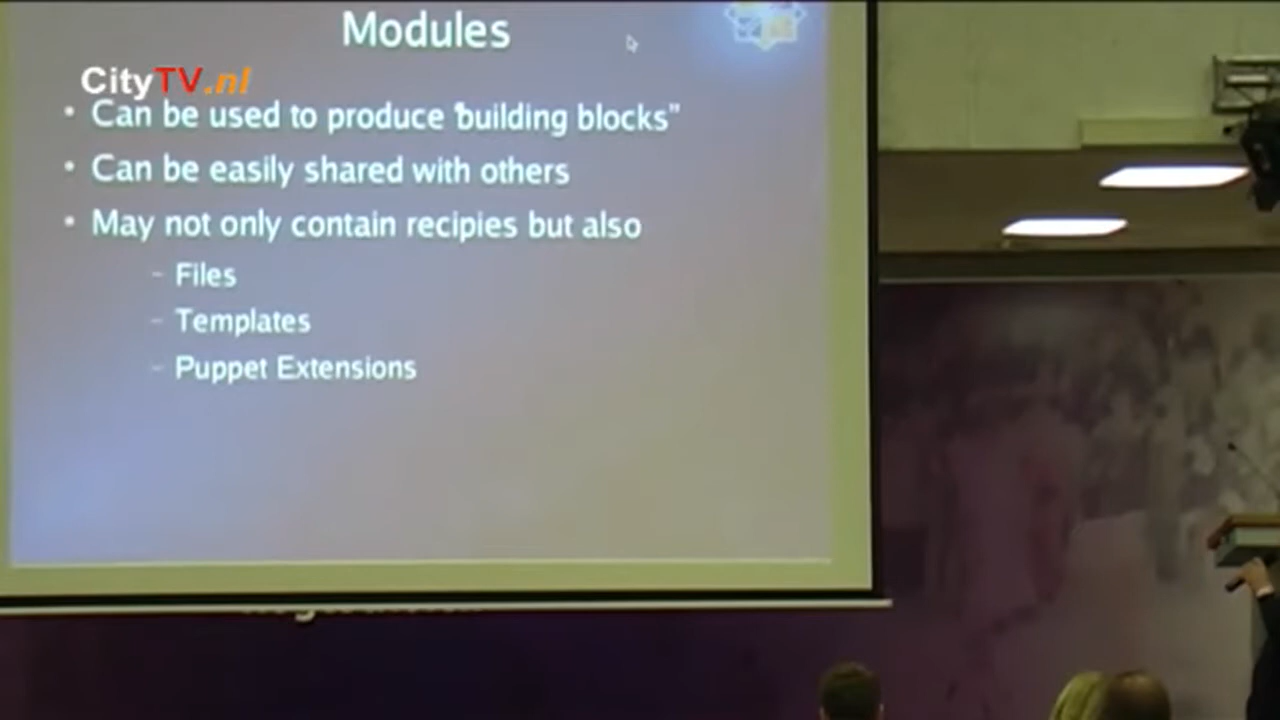 Modules
CityTV.nl
• Can be used to produce "building blocks"
• Can be easily shared with others
• May not only contain recipies but also
– Files
– Templates
– Puppet Extensions